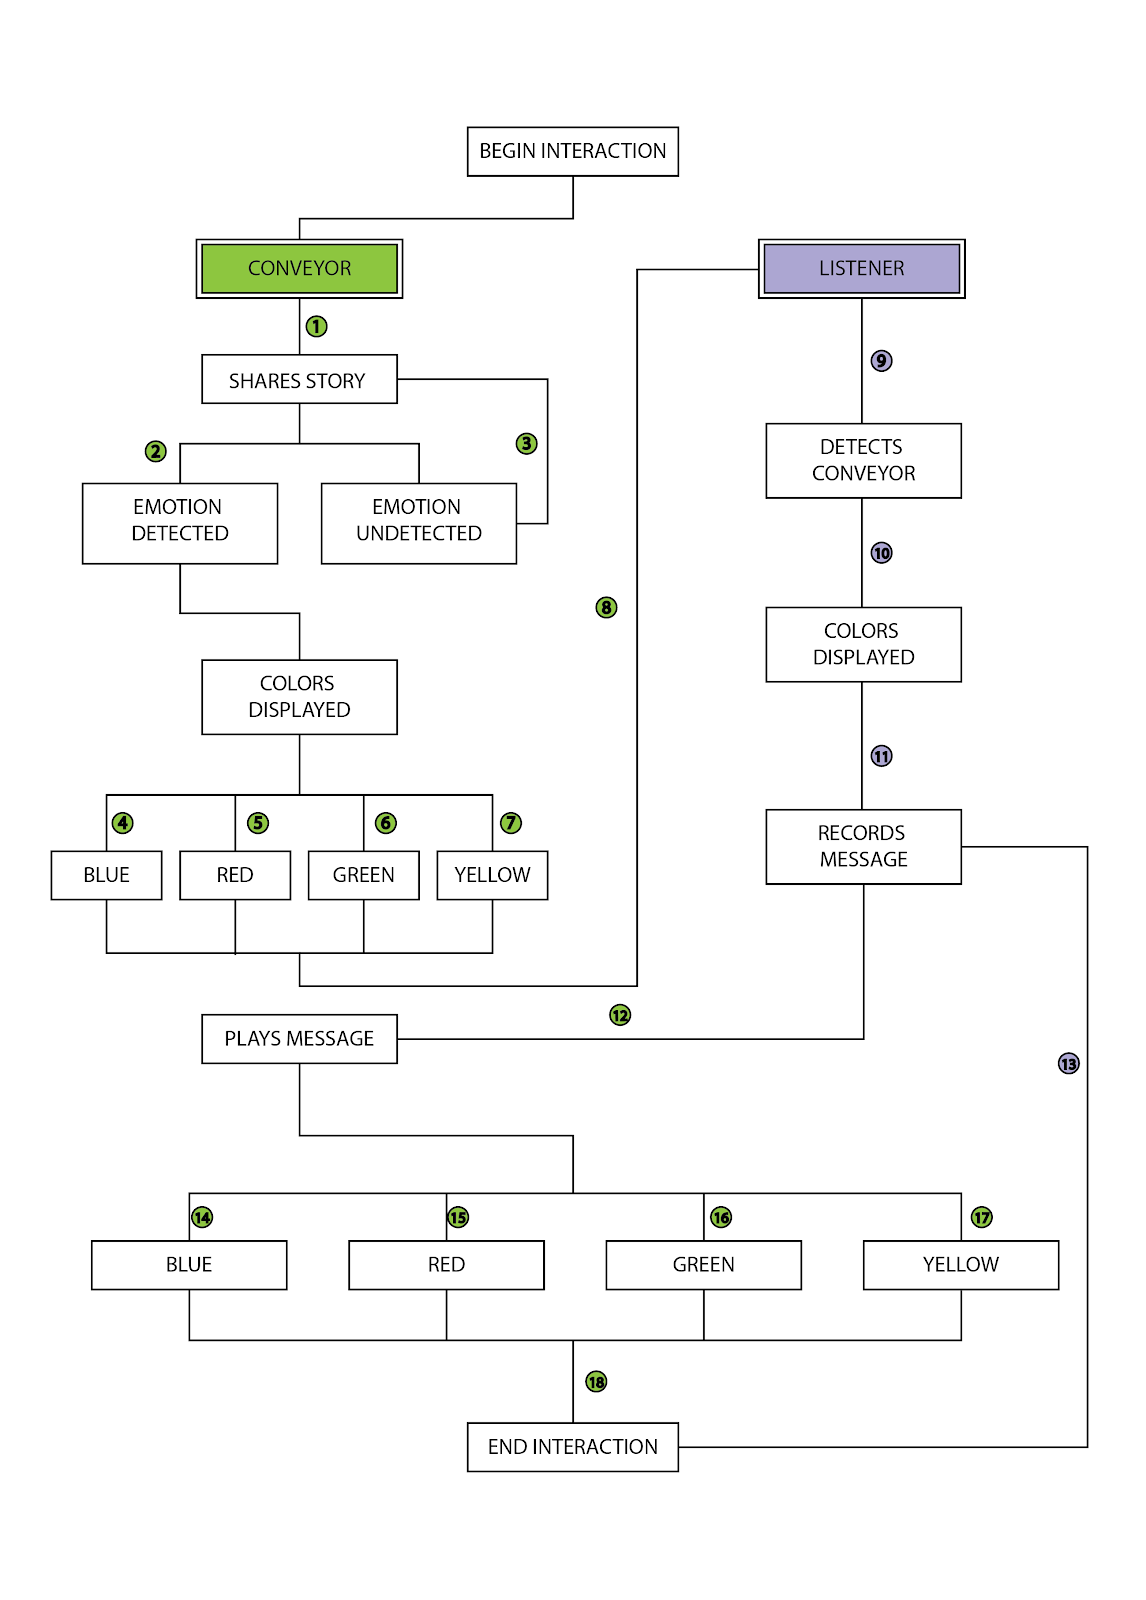 BEGIN INTERACTION
CONVEYOR
LISTENER
1
SHARES STORY
9
2
3
DETECTS
CONVEYOR
EMOTION
DETECTED
EMOTION
UNDETECTED
10
8
COLORS
DISPLAYED
COLORS
DISPLAYED
11
4
5
6
7
BLUE
RED
GREEN
YELLOW
RECORDS
MESSAGE
12
PLAYS MESSAGE
13
14
15
16
17
BLUE
RED
GREEN
YELLOW
18
END INTERACTION